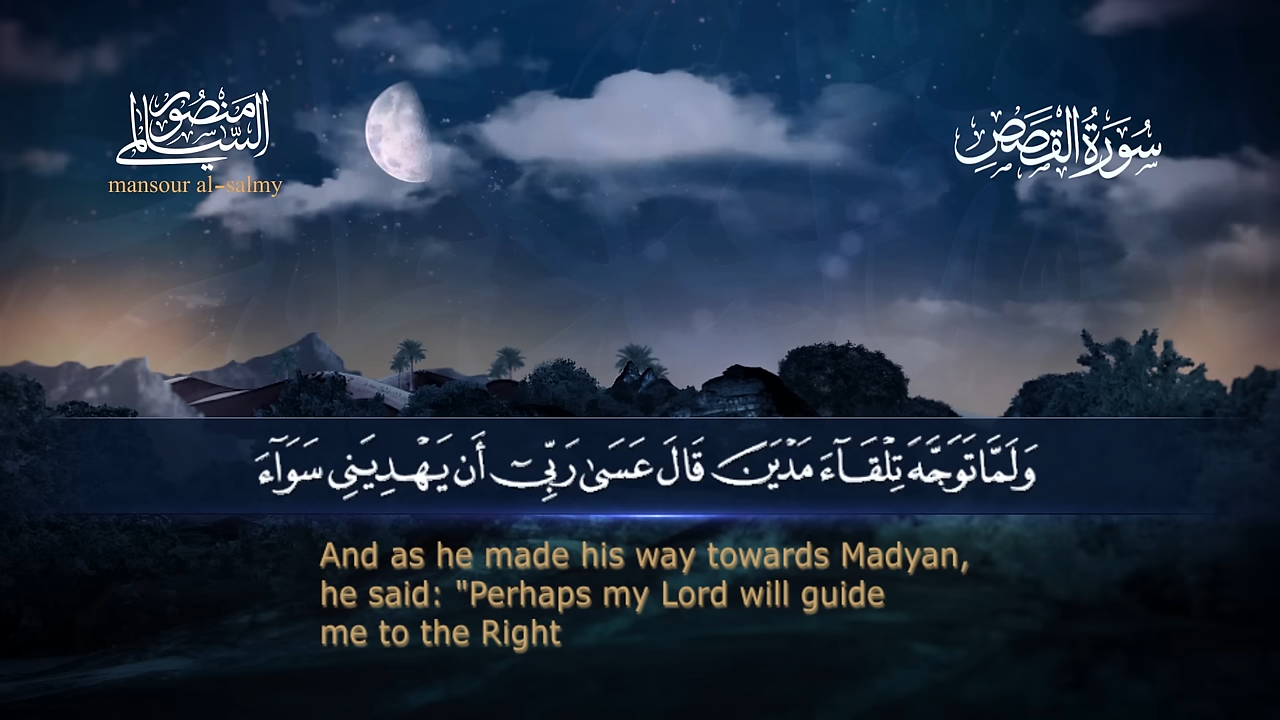 منصور السالمي
mansour al-salmy
سُورَةُ القَصَصِ
وَلَمَّا تَوَجَّهَ تِلْقَآءَ مَدْيَنَ قَالَ عَسَىٰ رَبِّىٓ أَن يَهْدِيَنِى سَوَآءَ
And as he made his way towards Madyan,
he said: "Perhaps my Lord will guide
me to the Right